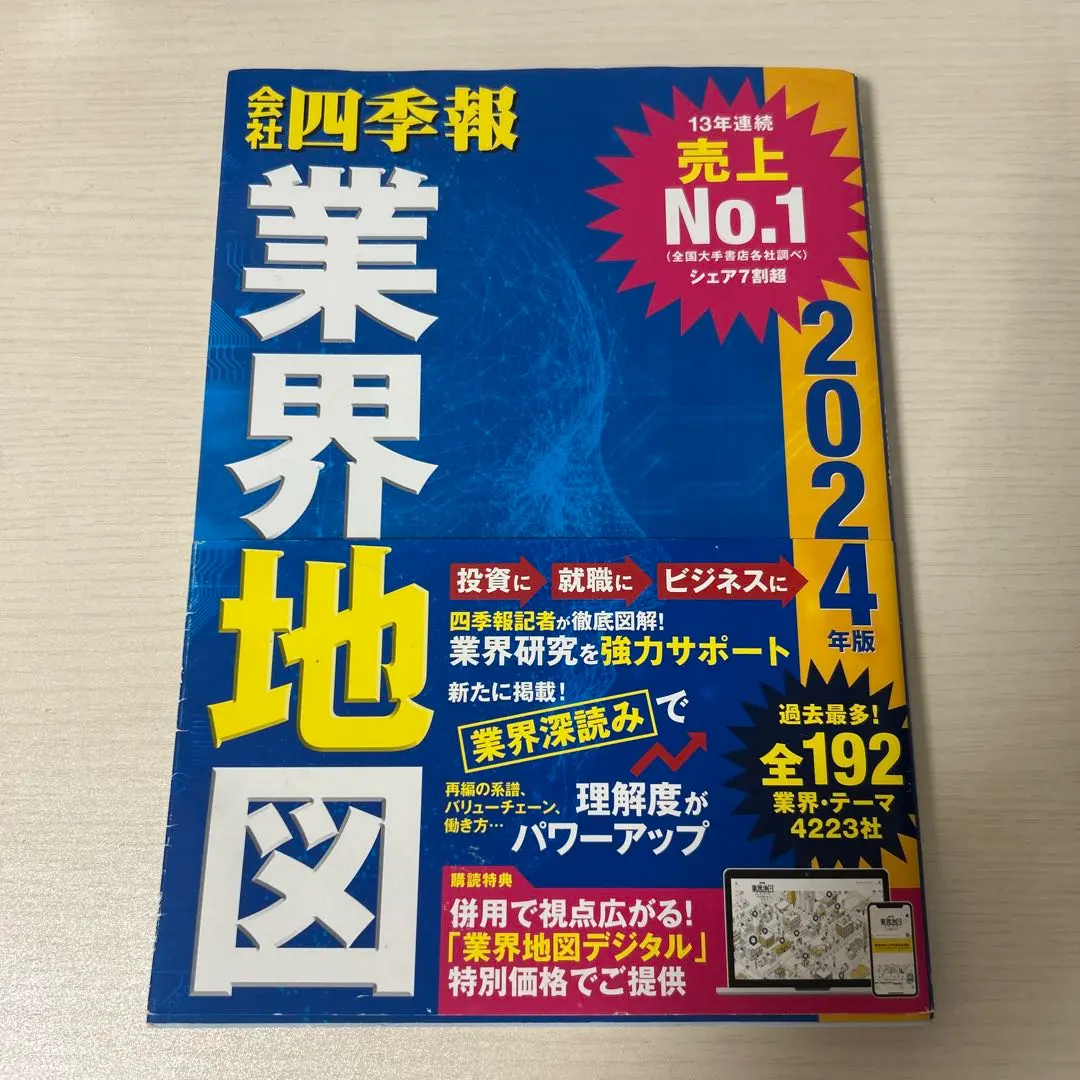 会社四季報
業界地図
13年連続
売上
No.1
(全国大手書店各社調べ)
シェア7割超
2024年版
投資に 就職に ビジネスに
四季報記者が徹底図解!
業界研究を強力サポート
新たに掲載!
業界深読みで
再編の系譜、
バリューチェーン、
働き方…
理解度が
パワーアップ
過去最多!
全192
業界・テーマ
4223社
購読特典
併用で視点広がる!
「業界地図デジタル」
特別価格でご提供
業界地図